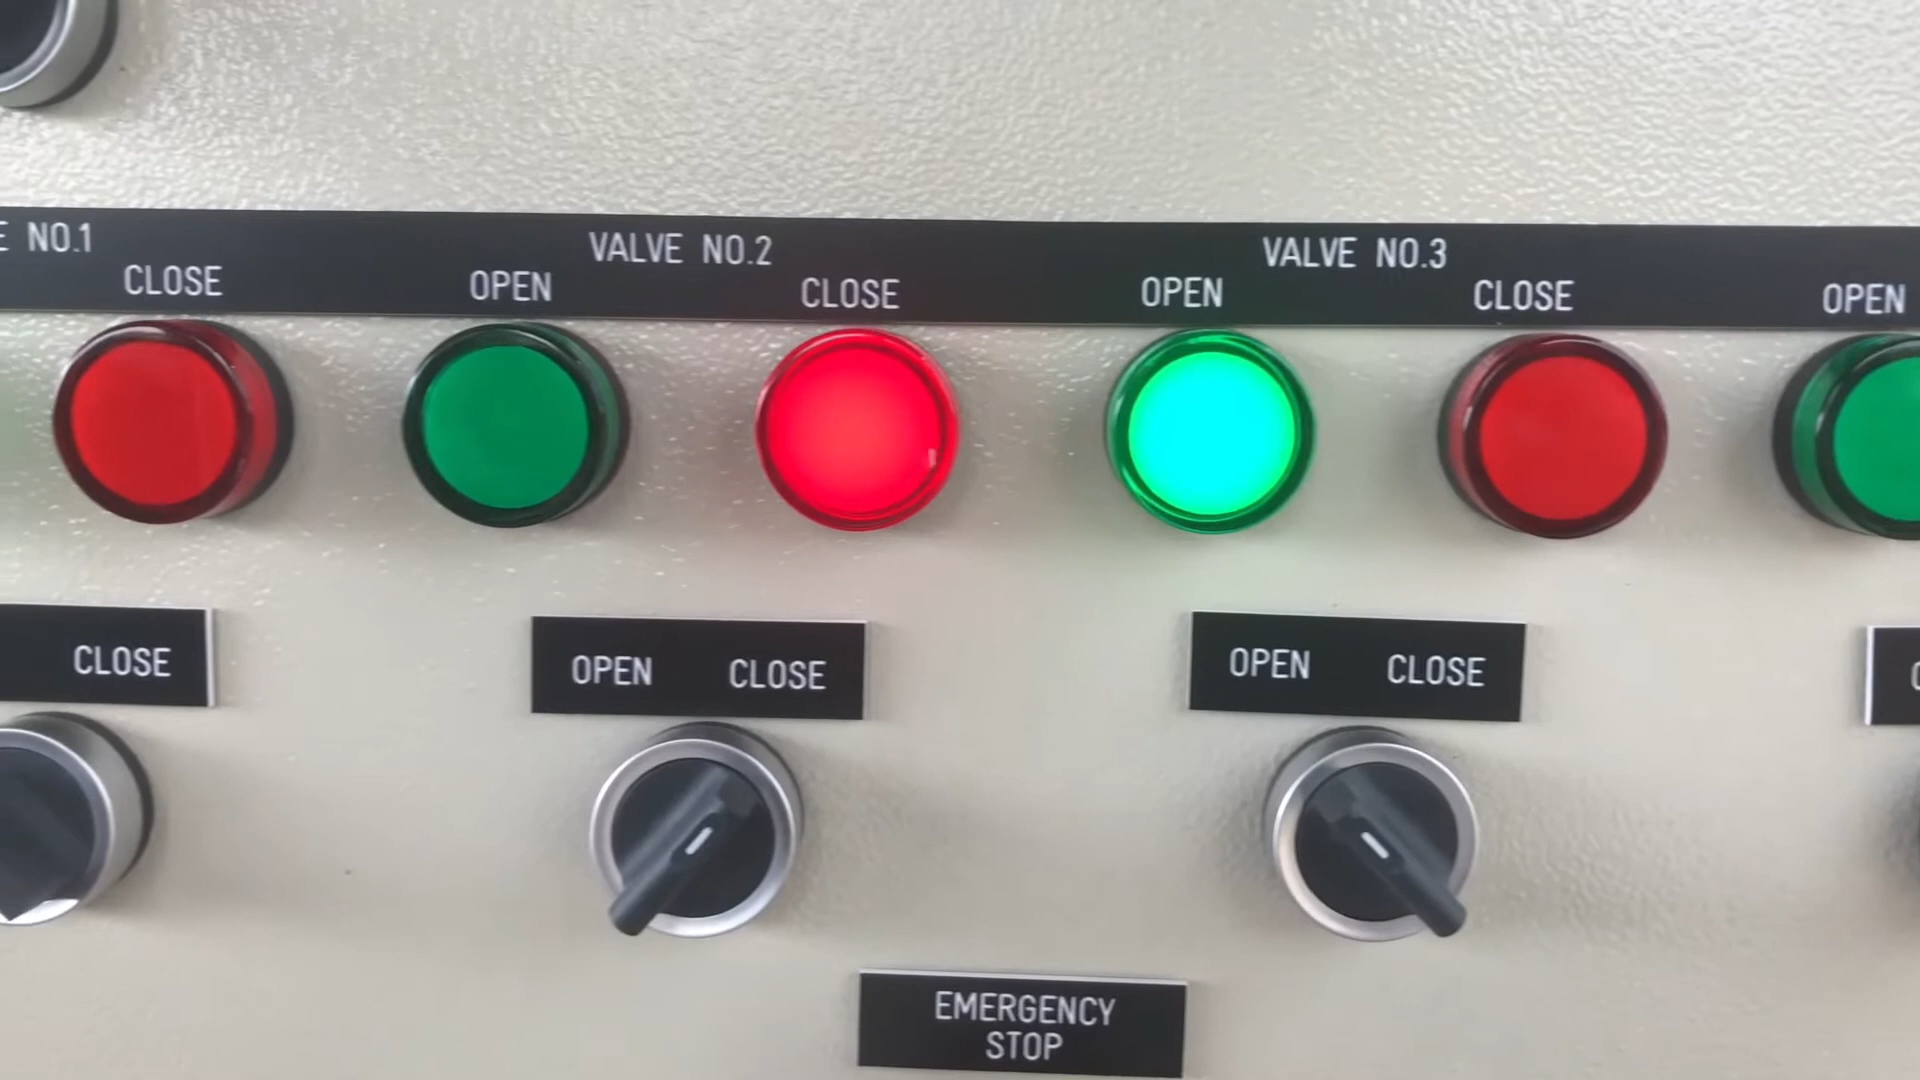 NO.1 VALVE NO.2 VALVE NO.3
CLOSE OPEN CLOSE OPEN CLOSE OPEN
CLOSE OPEN CLOSE OPEN CLOSE
EMERGENCY
STOP